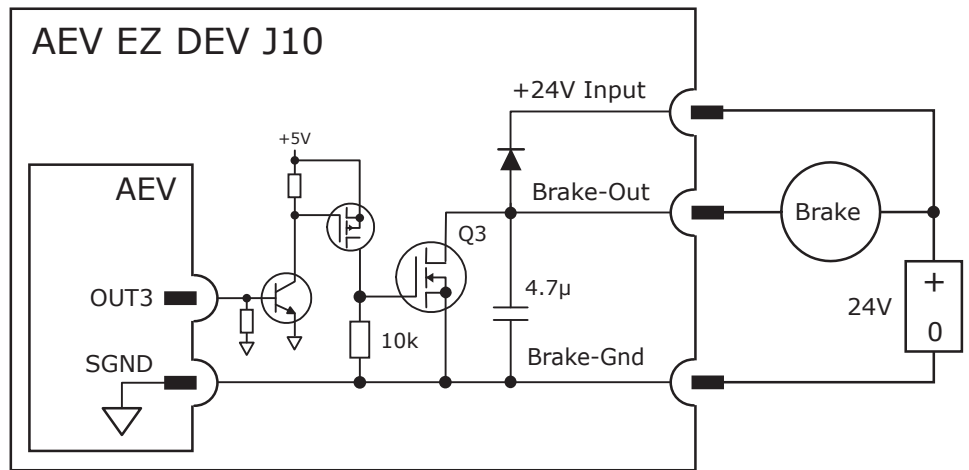 AEV EZ DEV J10
+24V Input
+5V
AEV
Brake-Out
Brake
Q3
OUT3
4.7µ
24V
+
0
10k
SGND
Brake-Gnd